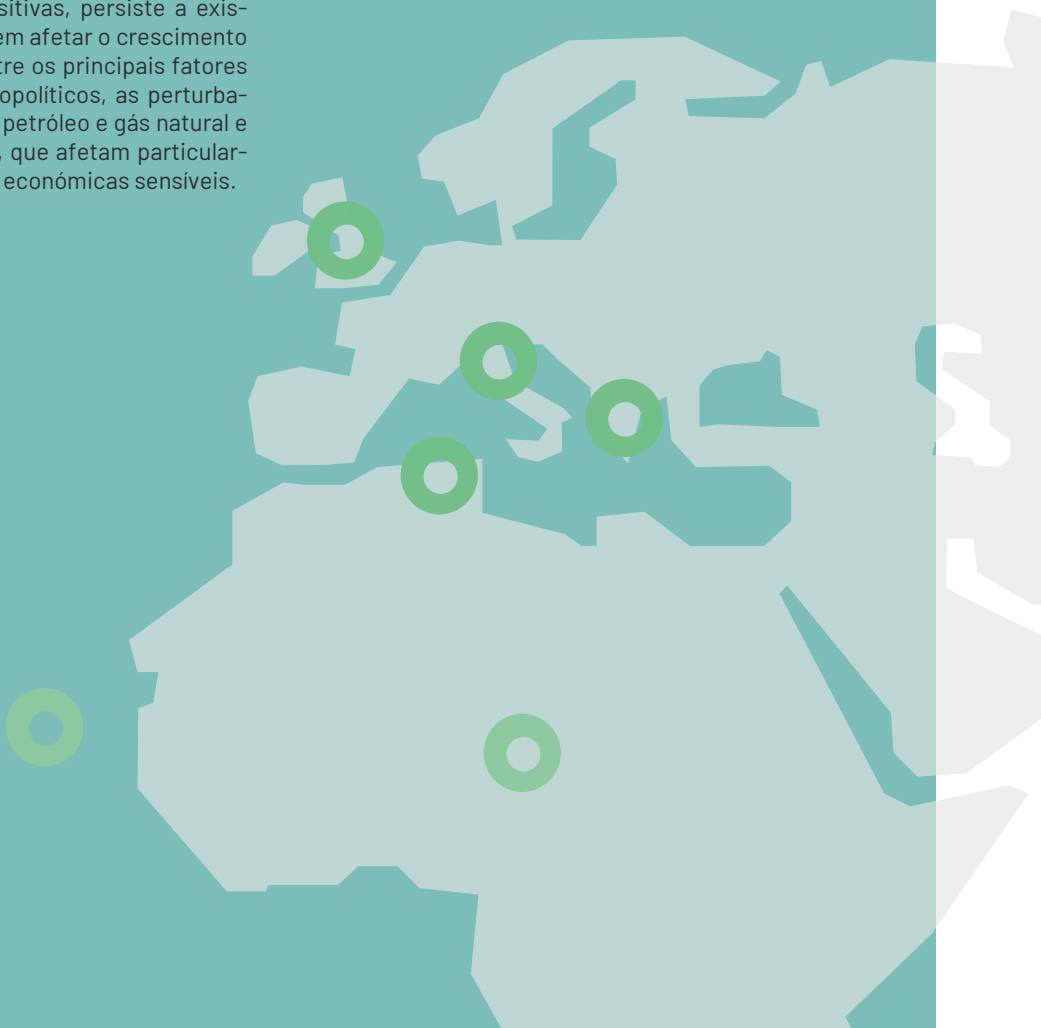 sitivas, persiste a exis-
em afetar o crescimento
tre os principais fatores
opolíticos, as perturba-
petróleo e gás natural e
, que afetam particular-
económicas sensíveis.